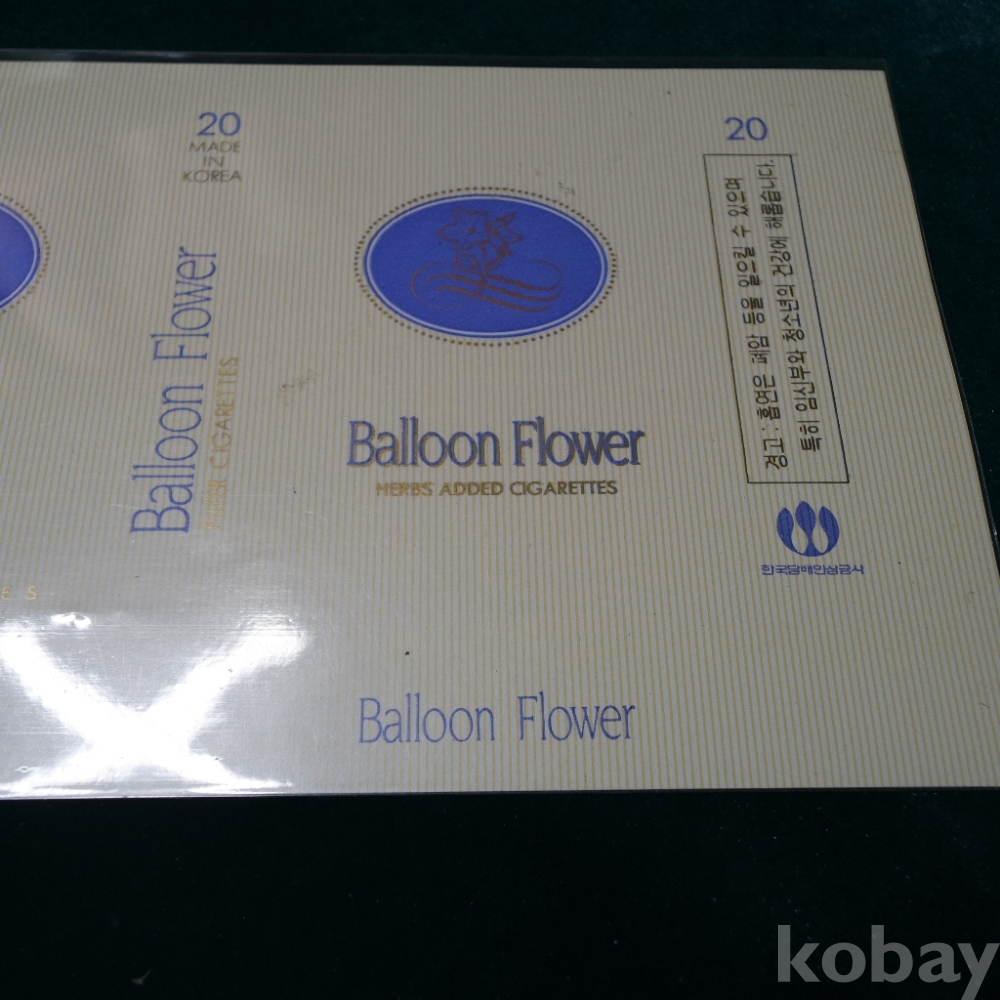 20
MADE
IN
KOREA
Balloon Flower
FILTER CIGARETTES
Balloon Flower
HERBS ADDED CIGARETTES
Balloon Flower
20
경고 : 흡연은 폐암 등을 일으킬 수 있으며
특히 임신부와 청소년의 건강에 해롭습니다.
한국담배인삼공사
E S
kobay